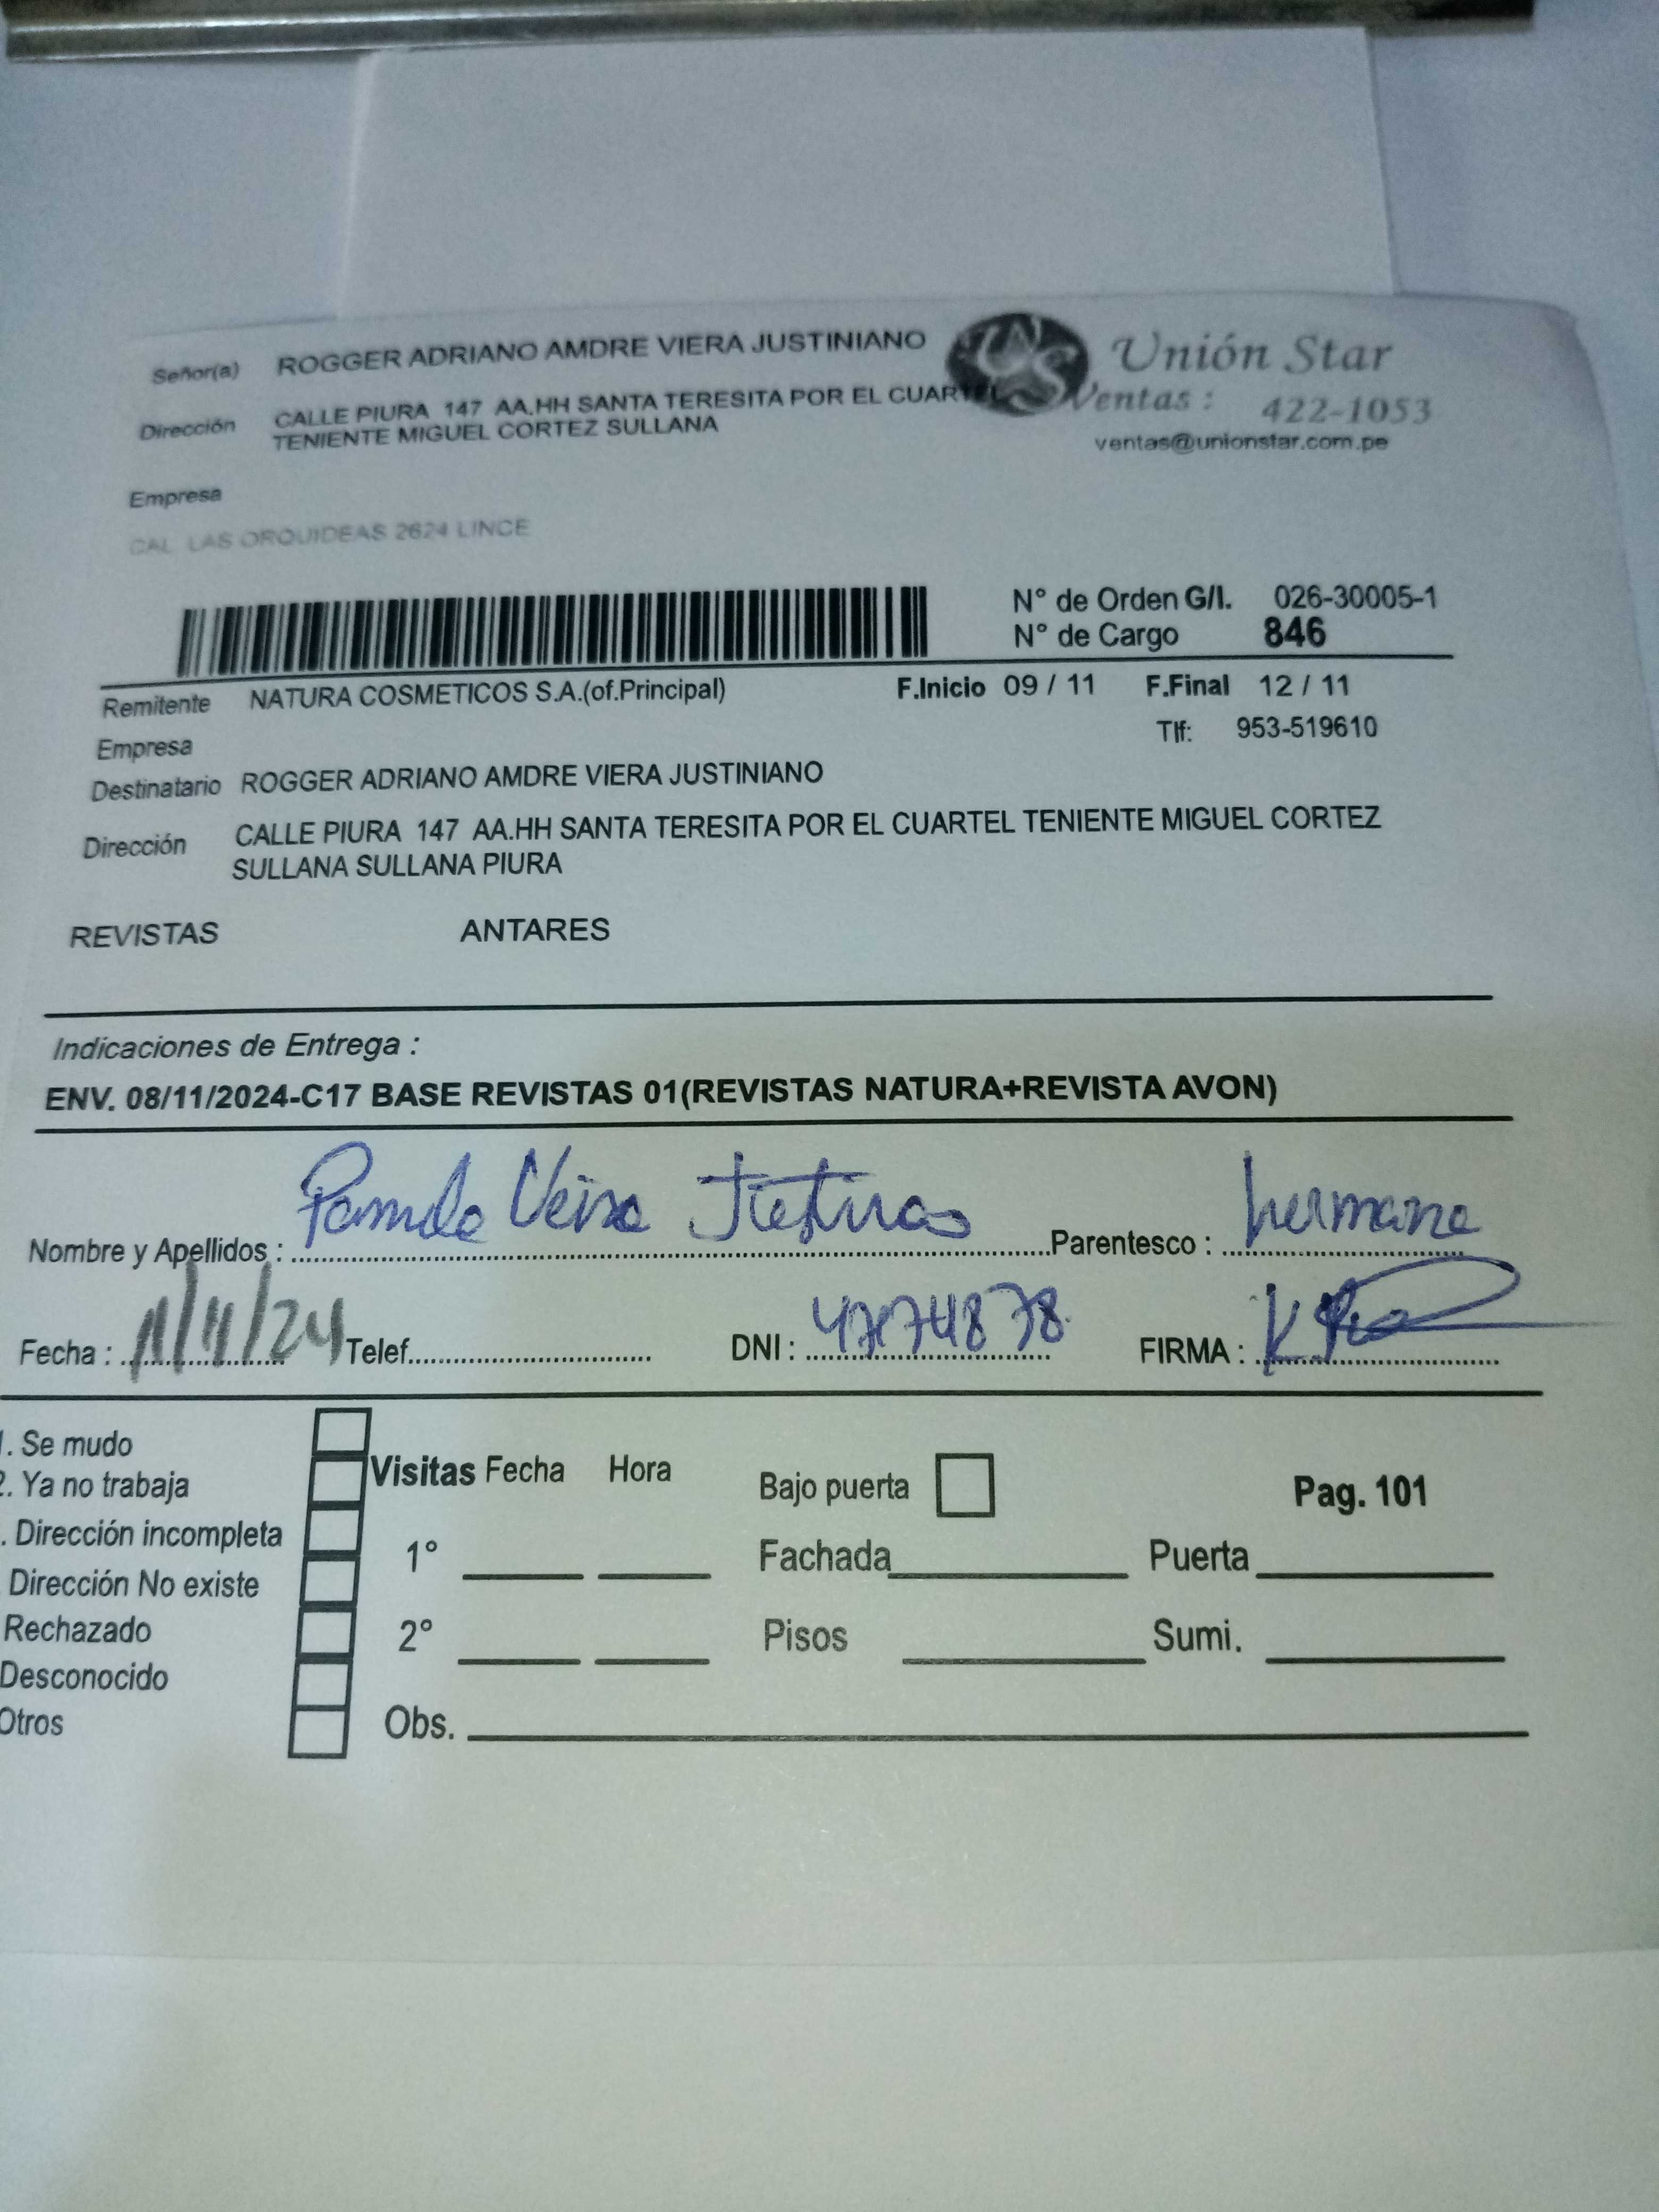 Señor(a) ROGGER ADRIANO AMDRE VIERA JUSTINIANO
Unión Star
Dirección CALLE PIURA 147 AA.HH SANTA TERESITA POR EL CUARTEL
TENIENTE MIGUEL CORTEZ SULLANA
Ventas : 422-1053
ventas@unionstar.com.pe
Empresa
CAL LAS ORQUIDEAS 2624 LINCE
N° de Orden G/I. 026-30005-1
N° de Cargo 846
Remitente NATURA COSMETICOS S.A.(of.Principal) F.Inicio 09 / 11 F.Final 12 / 11
Empresa Tlf: 953-519610
Destinatario ROGGER ADRIANO AMDRE VIERA JUSTINIANO
Dirección CALLE PIURA 147 AA.HH SANTA TERESITA POR EL CUARTEL TENIENTE MIGUEL CORTEZ
SULLANA SULLANA PIURA
REVISTAS ANTARES
Indicaciones de Entrega :
ENV. 08/11/2024-C17 BASE REVISTAS 01(REVISTAS NATURA+REVISTA AVON)
Nombre y Apellidos : Parentesco : hermana
Fecha : 11/11/24 Telef. DNI : FIRMA :
1. Se mudo
2. Ya no trabaja
. Dirección incompleta
Dirección No existe
Rechazado
Desconocido
Otros
Visitas Fecha Hora
1°
2°
Obs.
Bajo puerta
Fachada
Pisos
Pag. 101
Puerta
Sumi.